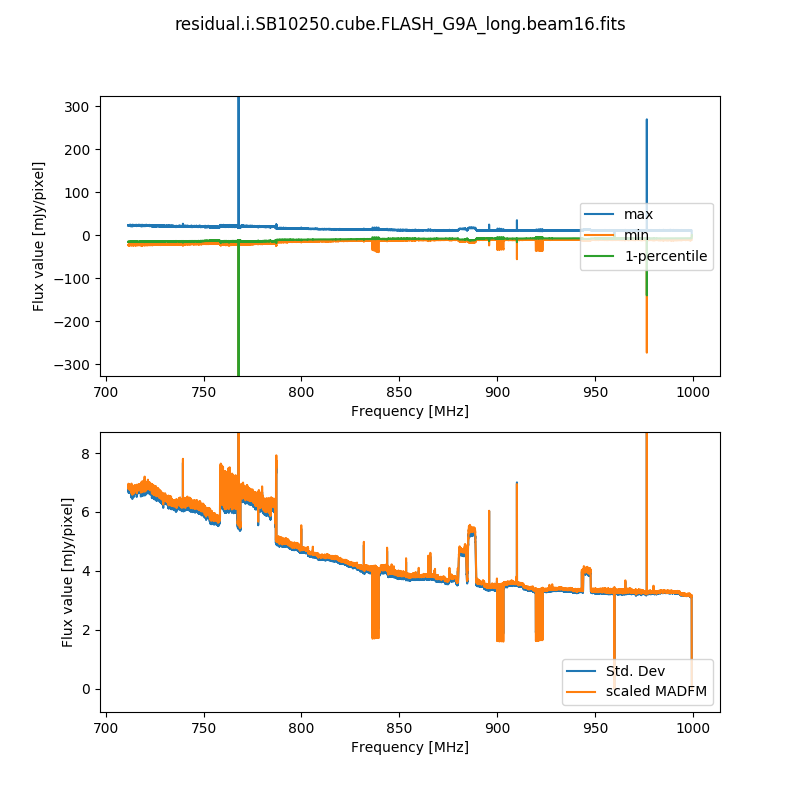 residual.i.SB10250.cube.FLASH_G9A_long.beam16.fits
300
200
100
0
−100
−200
−300
Flux value [mJy/pixel]
max
min
1-percentile
700 750 800 850 900 950 1000
Frequency [MHz]
8
6
4
2
0
Flux value [mJy/pixel]
Std. Dev
scaled MADFM
700 750 800 850 900 950 1000
Frequency [MHz]